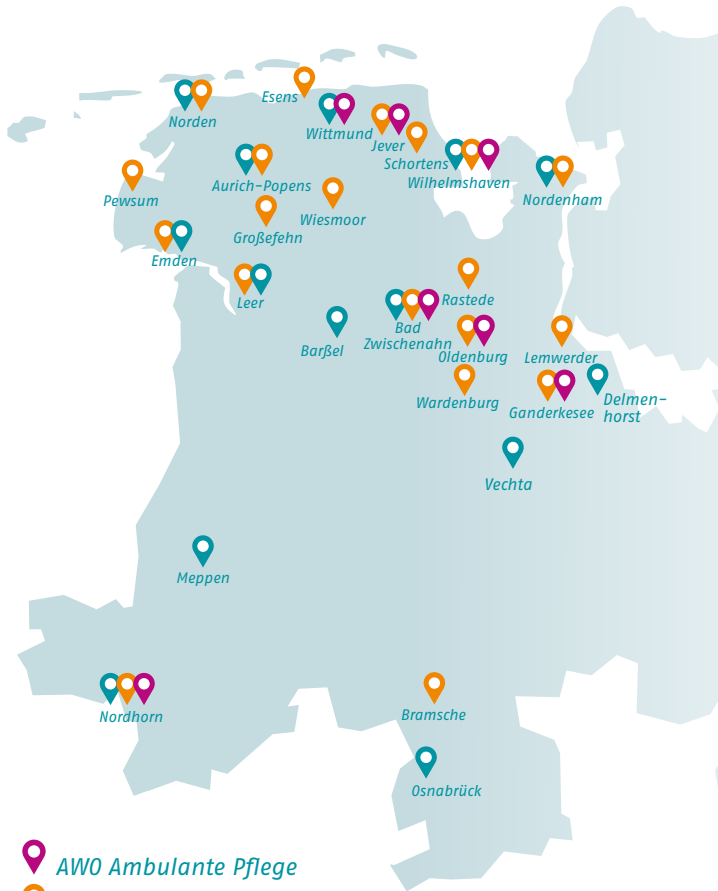 Esens
Norden
Wittmund
Jever
Schortens
Wilhelmshaven
Aurich-Popens
Nordenham
Pewsum
Wiesmoor
Großefehn
Emden
Leer
Rastede
Bad
Zwischenahn
Barßel
Oldenburg
Lemwerder
Wardenburg
Ganderkesee
Delmen-
horst
Vechta
Meppen
Nordhorn
Bramsche
Osnabrück
AWO Ambulante Pflege